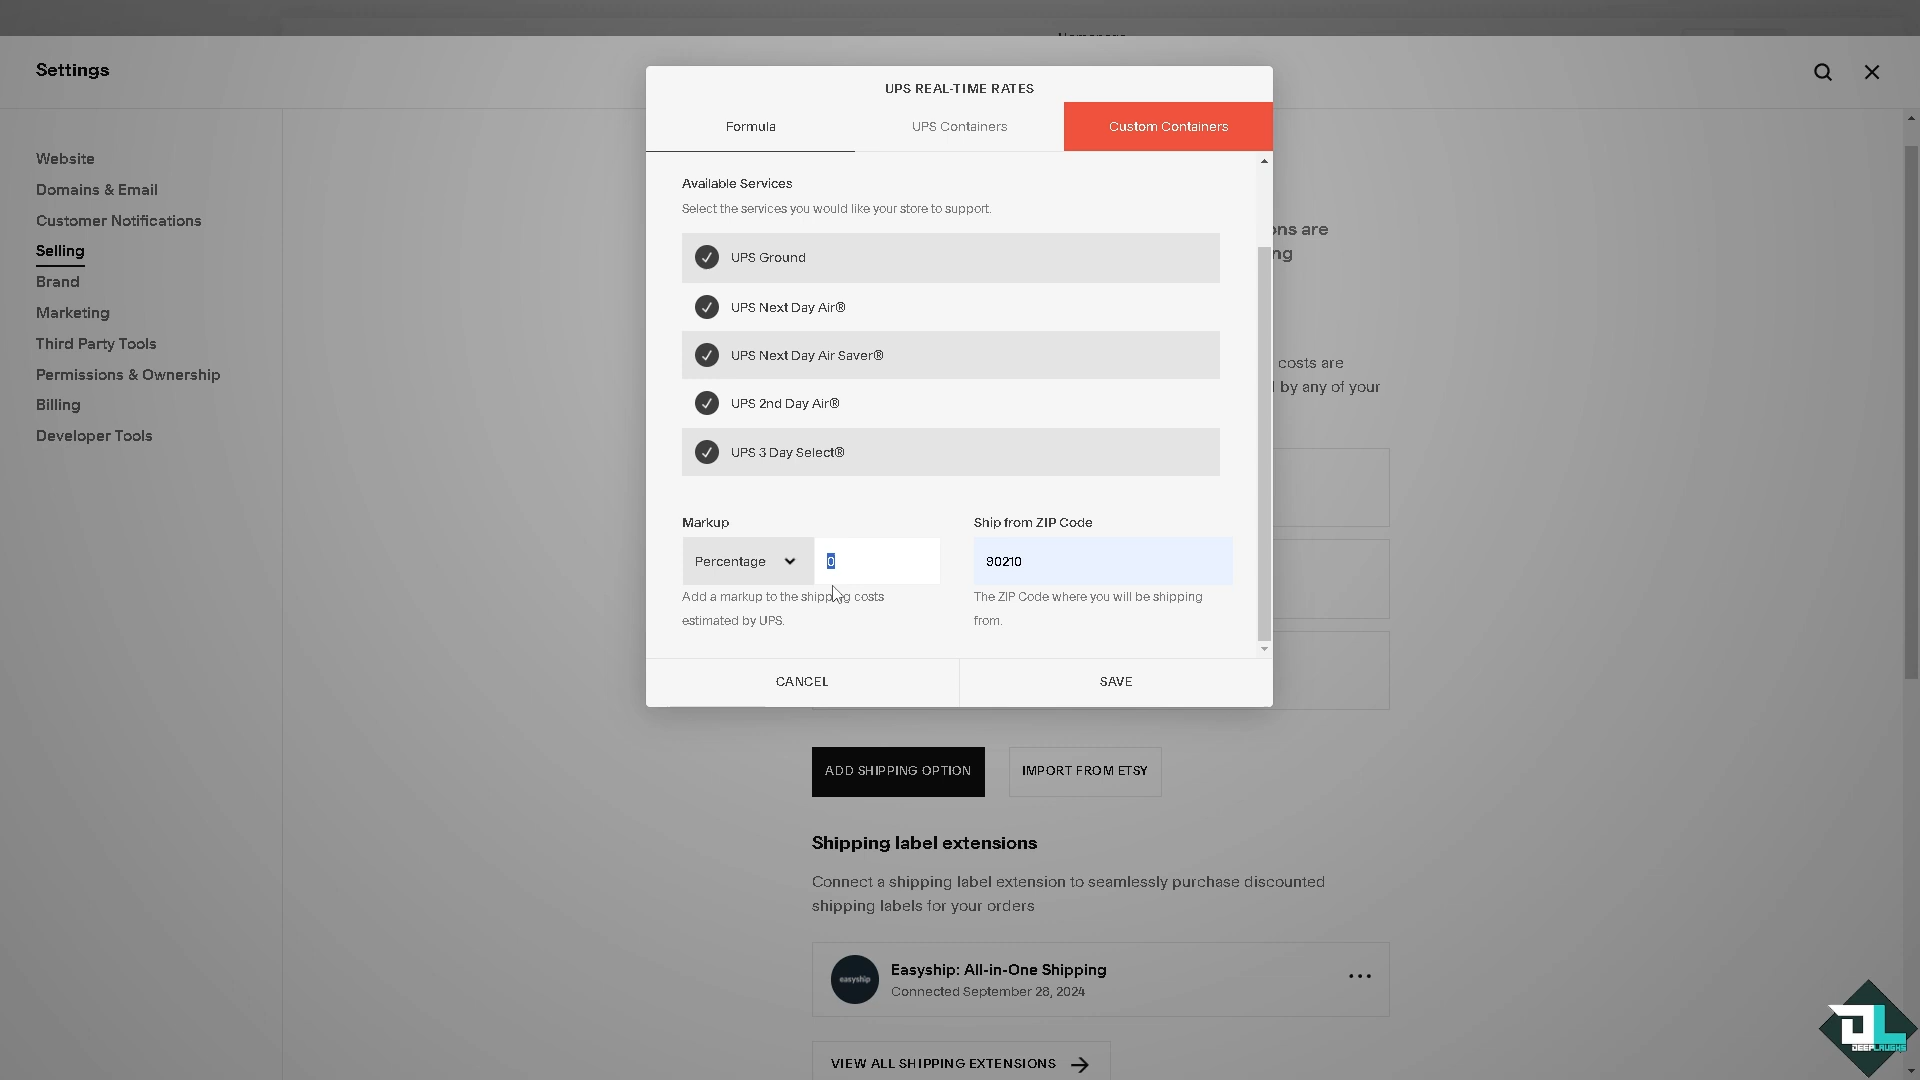 Settings
UPS REAL-TIME RATES
Formula
UPS Containers
Custom Containers
Website
Domains & Email
Customer Notifications
Selling
Brand
Marketing
Third Party Tools
Permissions & Ownership
Billing
Developer Tools
Available Services
Select the services you would like your store to support.
UPS Ground
UPS Next Day Air®
UPS Next Day Air Saver®
UPS 2nd Day Air®
UPS 3 Day Select®
Markup
Percentage
0
Add a markup to the shipping costs
estimated by UPS.
Ship from ZIP Code
90210
The ZIP Code where you will be shipping
from.
CANCEL
SAVE
ons are
ng
costs are
by any of your
ADD SHIPPING OPTION
IMPORT FROM ETSY
Shipping label extensions
Connect a shipping label extension to seamlessly purchase discounted
shipping labels for your orders
easyship
Easyship: All-in-One Shipping
Connected September 28, 2024
VIEW ALL SHIPPING EXTENSIONS
DL
DEEPLAUGHS